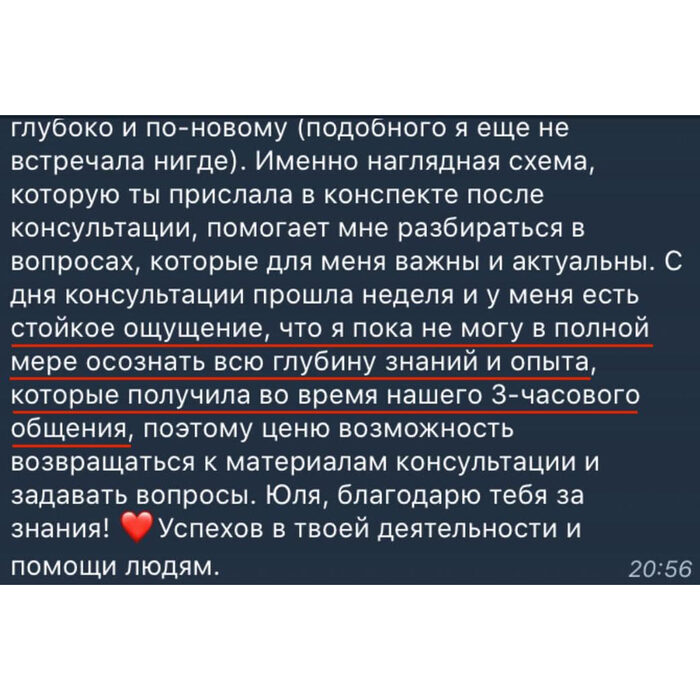 глубоко и по-новому (подобного я еще не
встречала нигде). Именно наглядная схема,
которую ты прислала в конспекте после
консультации, помогает мне разбираться в
вопросах, которые для меня важны и актуальны. С
дня консультации прошла неделя и у меня есть
стойкое ощущение, что я пока не могу в полной
мере осознать всю глубину знаний и опыта,
которые получила во время нашего 3-часового
общения, поэтому ценю возможность
возвращаться к материалам консультации и
задавать вопросы. Юля, благодарю тебя за
знания! ❤️Успехов в твоей деятельности и
помощи людям.
20:56